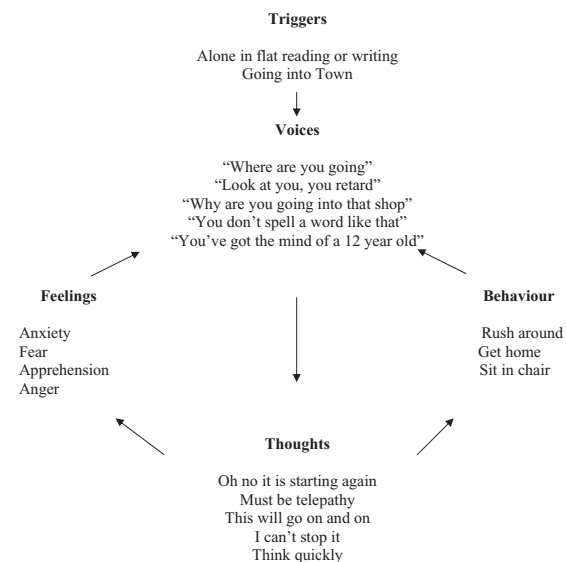 Triggers
Alone in flat reading or writing
Going into Town
Voices
“Where are you going”
“Look at you, you retard”
“Why are you going into that shop”
“You don’t spell a word like that”
“You’ve got the mind of a 12 year old”
Feelings
Anxiety
Fear
Apprehension
Anger
Behaviour
Rush around
Get home
Sit in chair
Thoughts
Oh no it is starting again
Must be telepathy
This will go on and on
I can’t stop it
Think quickly